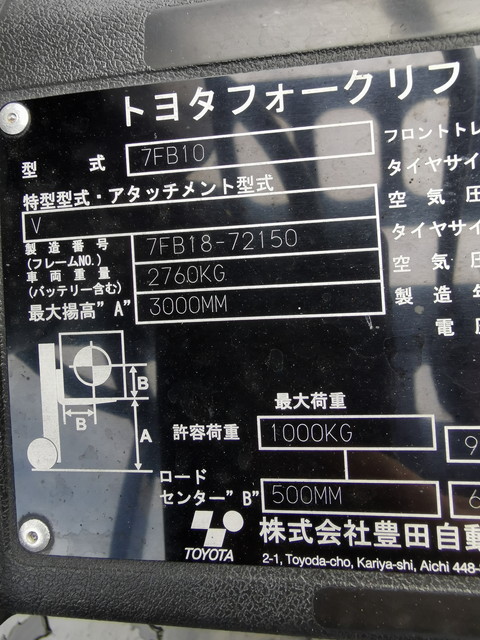 トヨタフォークリフ
型 式 7FB10
フロントトレ
特型型式・アタッチメント型式
タイヤサイ
V
空 気 圧
製造番号 (フレームNO.) 7FB18-72150
タイヤサイ
車両重量 (バッテリー含む) 2760KG
空 気 圧
最大揚高"A" 3000MM
製 造 年
電 圧
B
B
A
最大荷重
許容荷重 1000KG 9
ロード
センター"B" 500MM 6
TOYOTA 株式会社豊田自動
2-1, Toyoda-cho, Kariya-shi, Aichi 448-